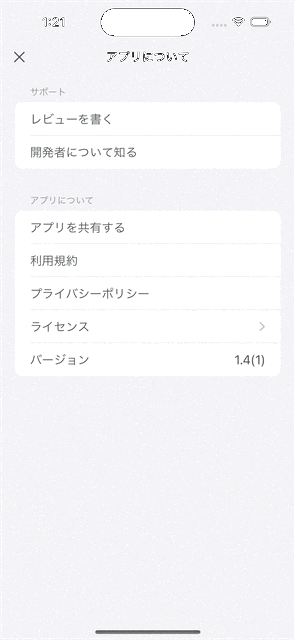 1:21
アプリについて
サポート
レビューを書く
開発者について知る
アプリについて
アプリを共有する
利用規約
プライバシーポリシー
ライセンス
バージョン 1.4(1)